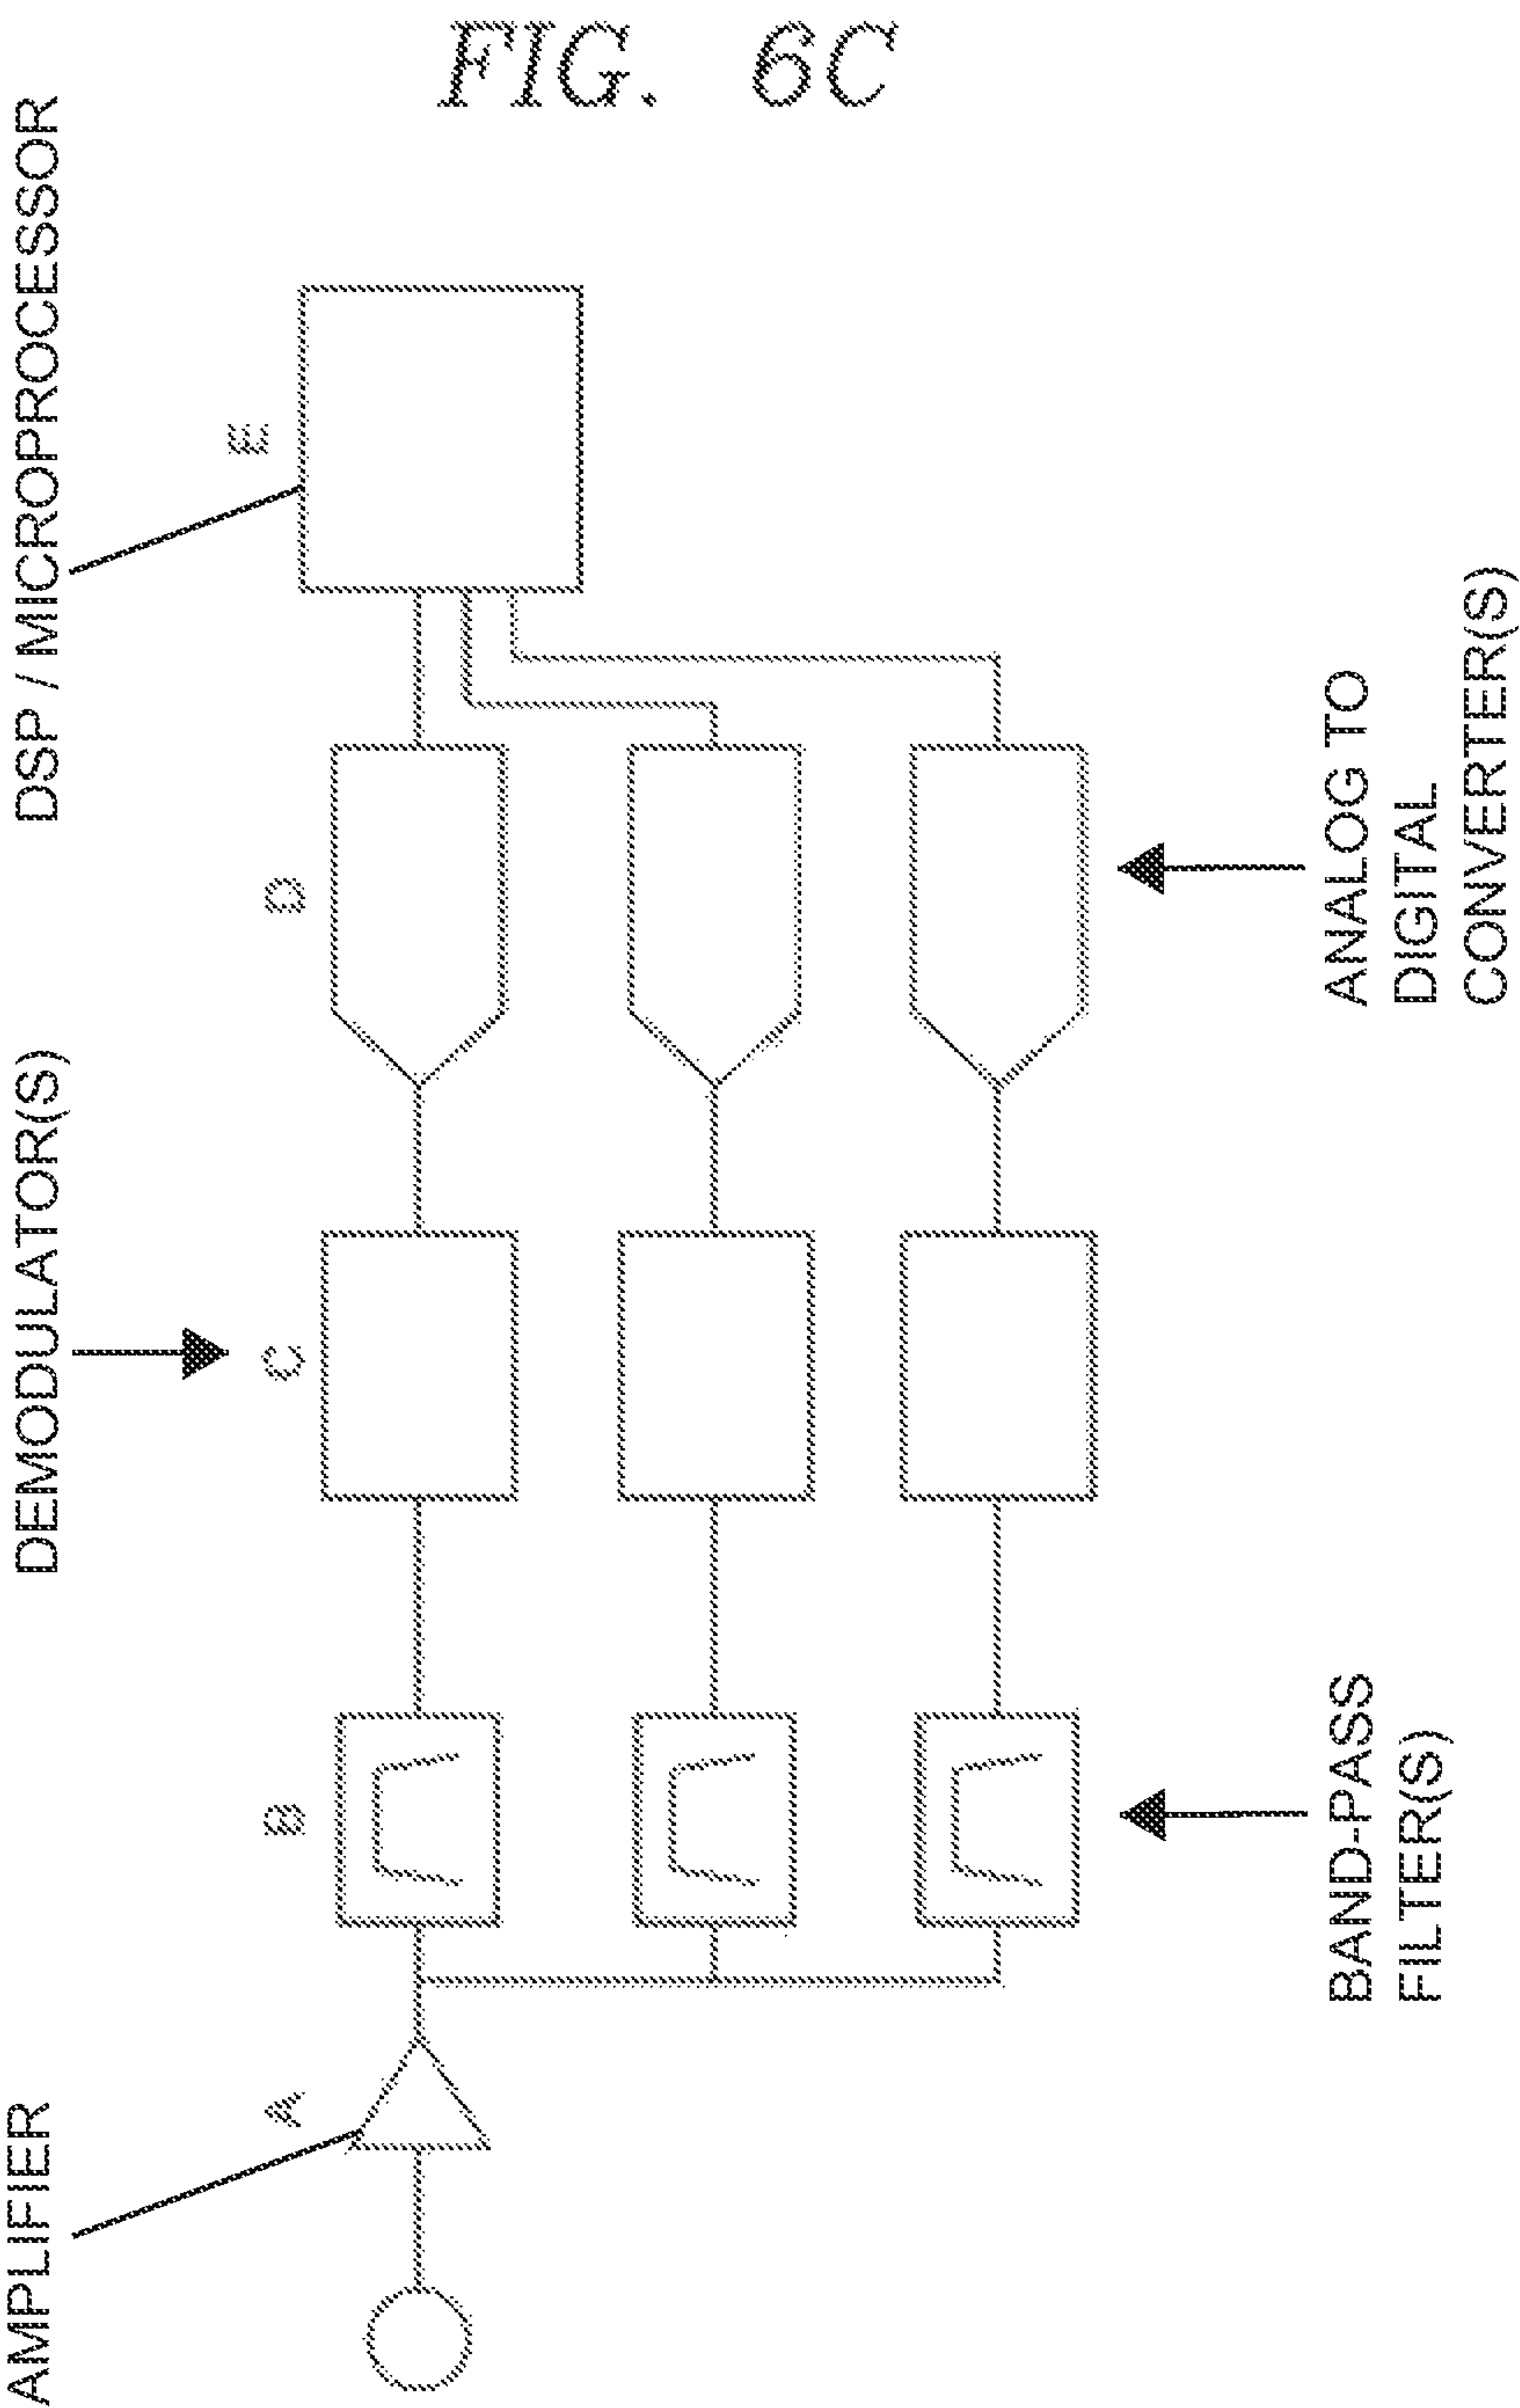 AMPLIFIER
DEMODULATOR(S)
DSP / MICROPROCESSOR
A
B
C
D
E
BAND-PASS
FILTER(S)
ANALOG TO
DIGITAL
CONVERTER(S)
FIG. 6C